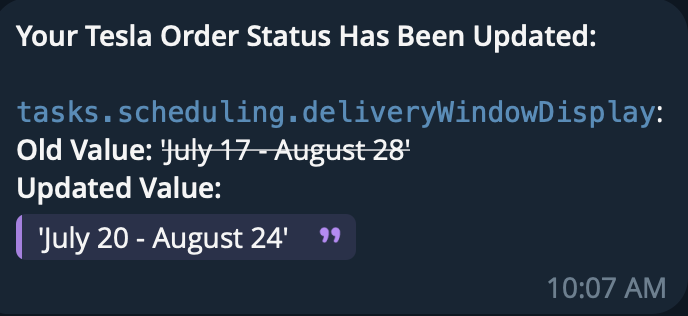 Your Tesla Order Status Has Been Updated:
tasks.scheduling.deliveryWindowDisplay:
Old Value: 'July 17 - August 28'
Updated Value:
'July 20 - August 24' ”
10:07 AM